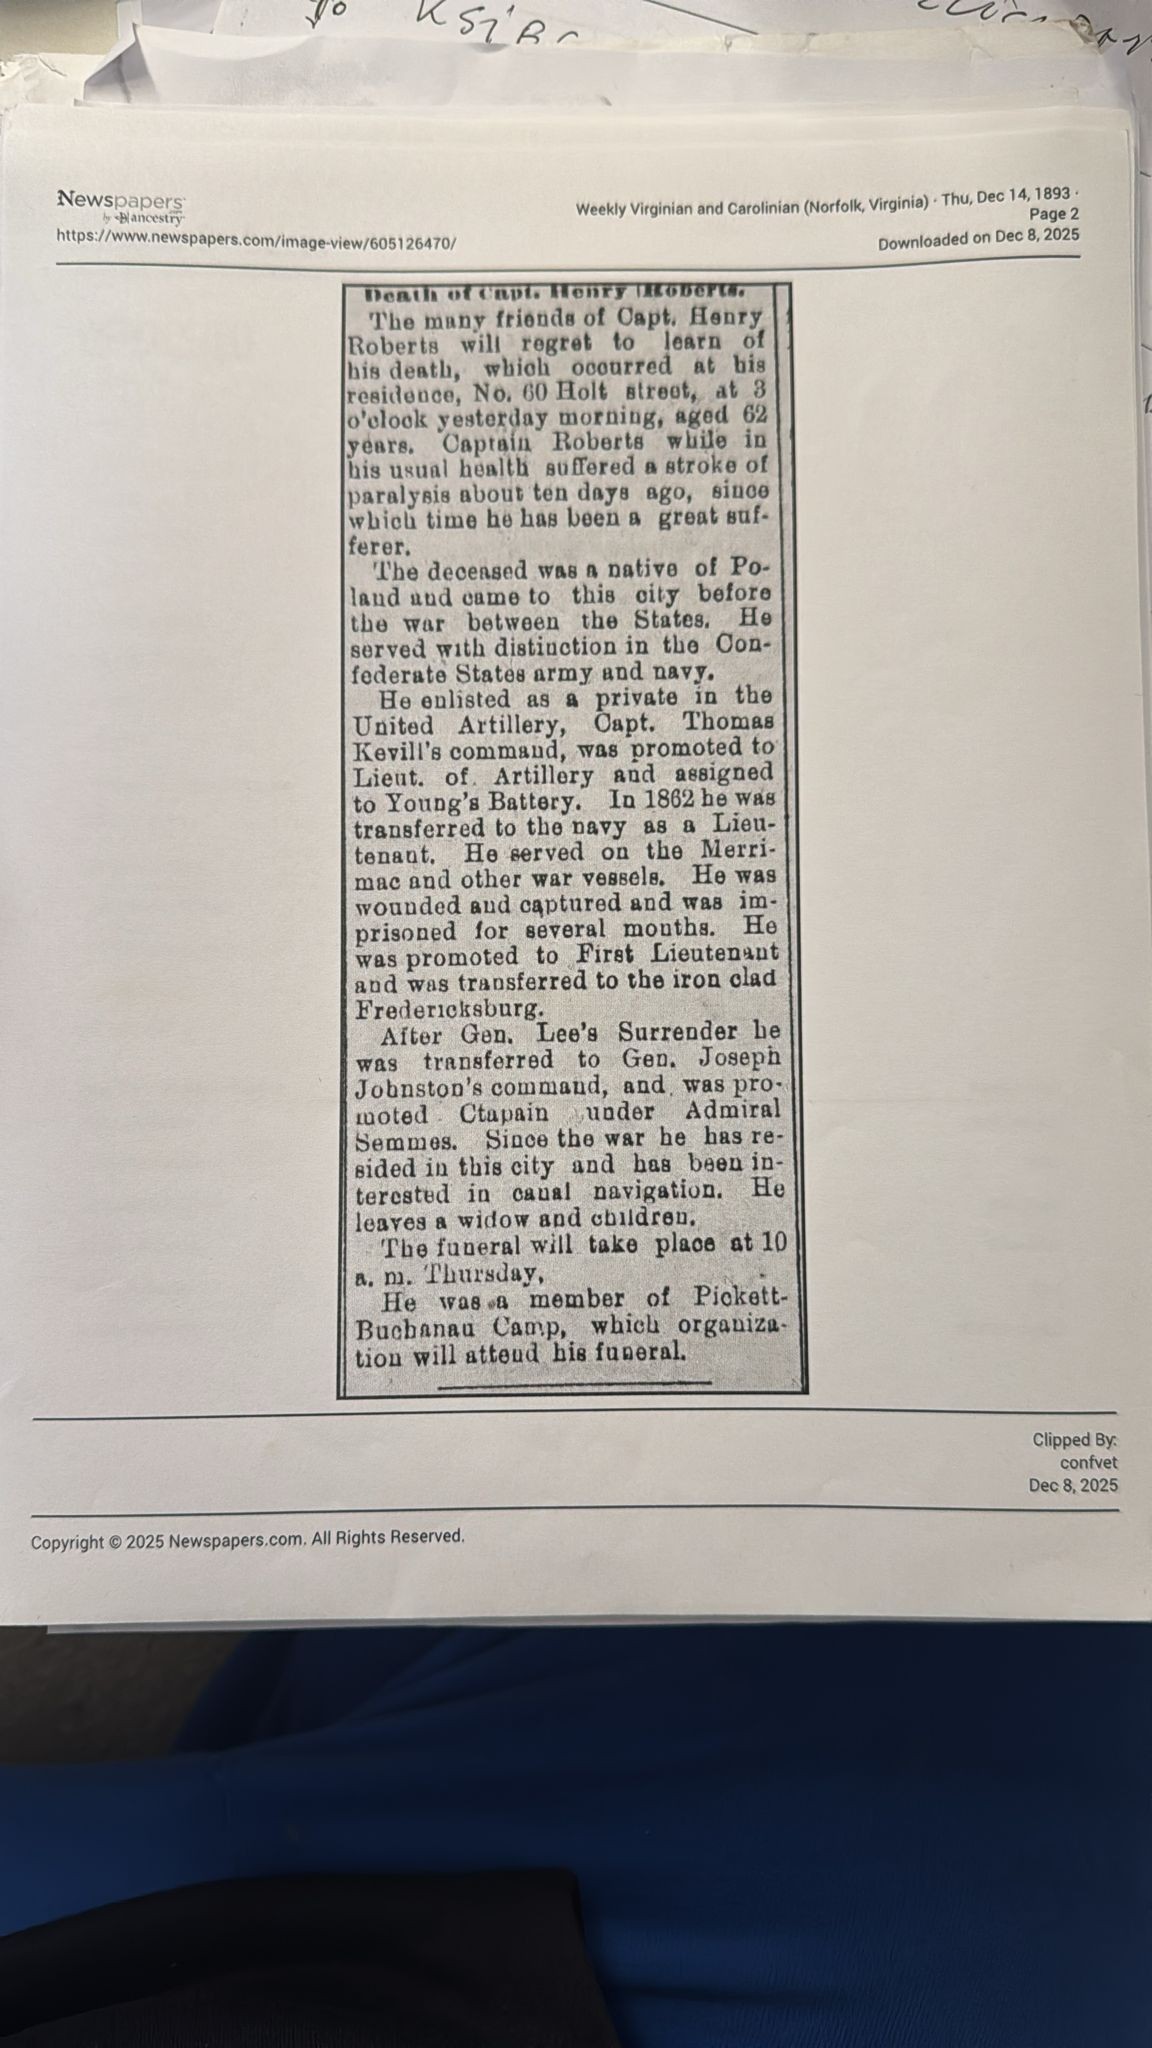 To Ksi
Newspapers
by ancestry
.com
https://www.newspapers.com/image-view/605126470/
Weekly Virginian and Carolinian (Norfolk, Virginia) · Thu, Dec 14, 1893 ·
Page 2
Downloaded on Dec 8, 2025
Death of Capt. Henry Roberts.
The many friends of Capt. Henry
Roberts will regret to learn of
his death, which occurred at his
residence, No. 60 Holt street, at 3
o'clock yesterday morning, aged 62
years. Captain Roberts while in
his usual health suffered a stroke of
paralysis about ten days ago, since
which time he has been a great suf-
ferer.
The deceased was a native of Po-
land and came to this city before
the war between the States. He
served with distinction in the Con-
federate States army and navy.
He enlisted as a private in the
United Artillery, Capt. Thomas
Kevill's command, was promoted to
Lieut. of Artillery and assigned
to Young's Battery. In 1862 he was
transferred to the navy as a Lieu-
tenant. He served on the Merri-
mac and other war vessels. He was
wounded and captured and was im-
prisoned for several months. He
was promoted to First Lieutenant
and was transferred to the iron clad
Fredericksburg.
After Gen. Lee's Surrender he
was transferred to Gen. Joseph
Johnston's command, and was pro-
moted Ctapain under Admiral
Semmes. Since the war he has re-
sided in this city and has been in-
terested in canal navigation. He
leaves a widow and children.
The funeral will take place at 10
a. m. Thursday,
He was a member of Pickett-
Buchanan Camp, which organiza-
tion will attend his funeral.
Clipped By:
confvet
Dec 8, 2025
Copyright © 2025 Newspapers.com. All Rights Reserved.